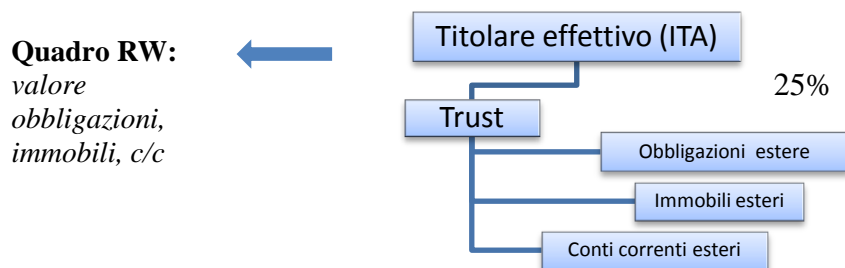 Quadro RW:
valore
obbligazioni,
immobili, c/c
Titolare effettivo (ITA)
25%
Trust
Obbligazioni estere
Immobili esteri
Conti correnti esteri